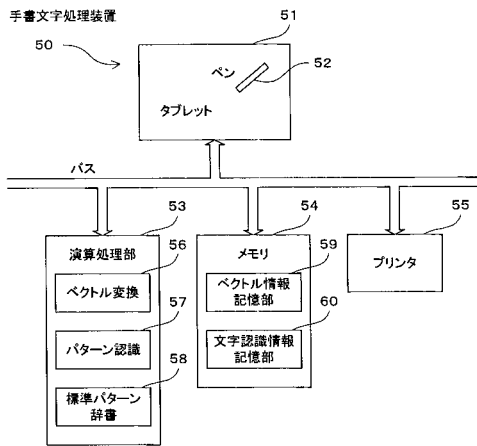 手書文字処理装置
50
51
ペン
52
タブレット
バス
53
演算処理部
56
ベクトル変換
57
パターン認識
58
標準パターン
辞書
54
メモリ
59
ベクトル情報
記憶部
60
文字認識情報
記憶部
55
プリンタ